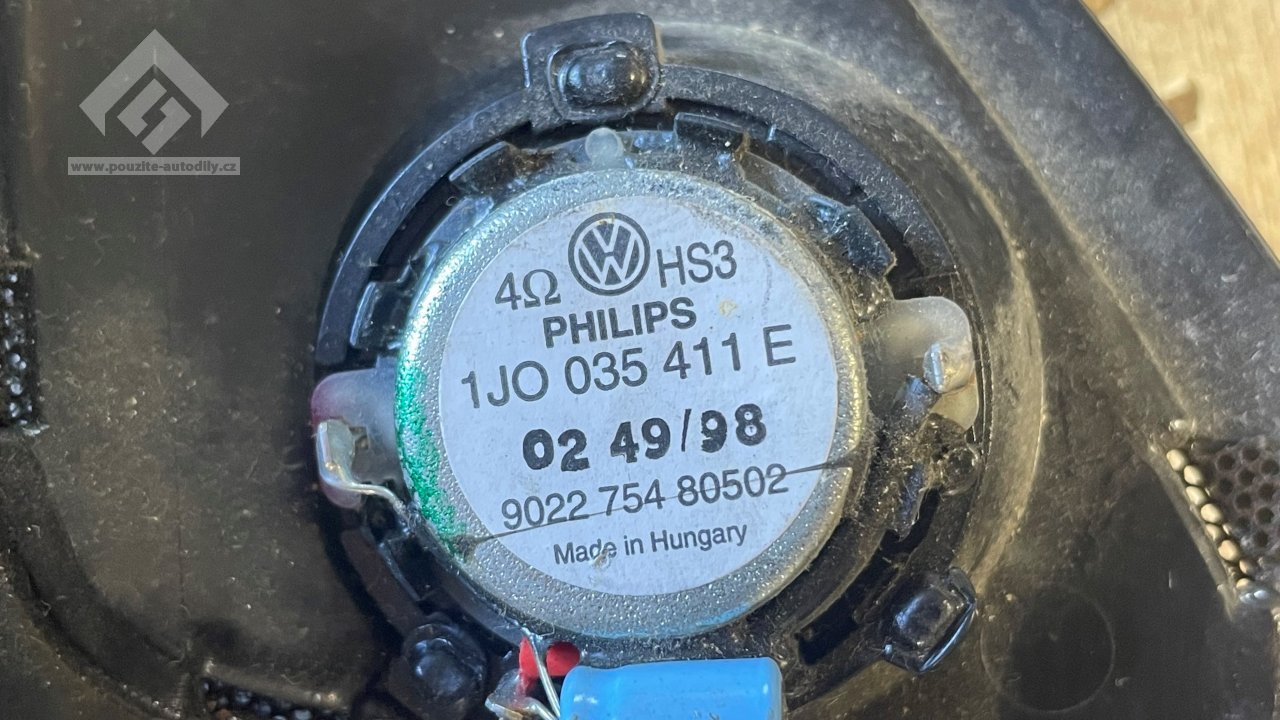 www.pouzite-autodily.cz
4Ω VW HS3
PHILIPS
1JO 035 411 E
02 49/98
9022 754 80502
Made in Hungary